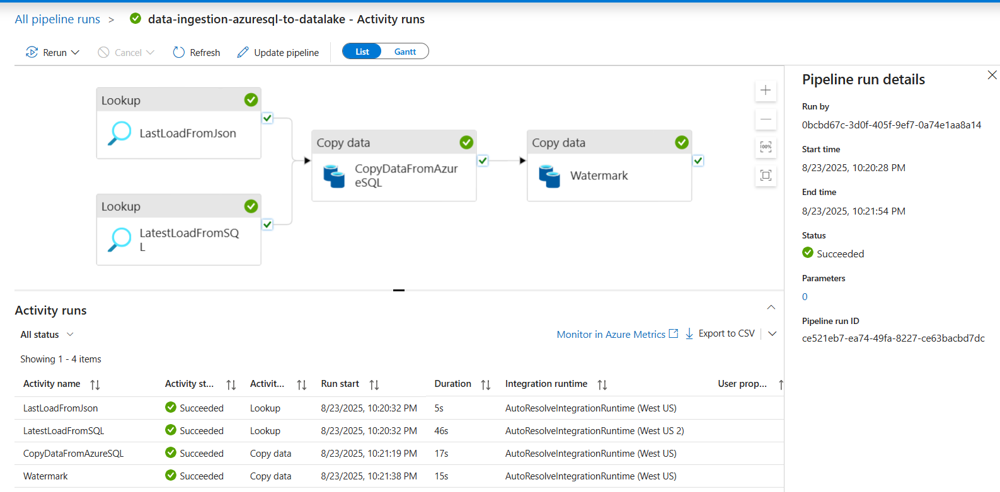 All pipeline runs > data-ingestion-azuresql-to-datalake - Activity runs
Rerun Cancel Refresh Update pipeline List Gantt
Lookup
LastLoadFromJson
Lookup
LatestLoadFromSQ
L
Copy data
CopyDataFromAzur
eSQL
Copy data
Watermark
100%
Pipeline run details
Run by
0bcbd67c-3d0f-405f-9ef7-0a74e1aa8a14
Start time
8/23/2025, 10:20:28 PM
End time
8/23/2025, 10:21:54 PM
Status
Succeeded
Parameters
0
Pipeline run ID
ce521eb7-ea74-49fa-8227-ce63bacbd7dc
Activity runs
All status
Monitor in Azure Metrics Export to CSV
Showing 1 - 4 items
Activity name Activity st... Activit... Run start Duration Integration runtime User prop...
LastLoadFromJson Succeeded Lookup 8/23/2025, 10:20:32 PM 5s AutoResolveIntegrationRuntime (West US)
LatestLoadFromSQL Succeeded Lookup 8/23/2025, 10:20:32 PM 46s AutoResolveIntegrationRuntime (West US 2)
CopyDataFromAzureSQL Succeeded Copy data 8/23/2025, 10:21:19 PM 17s AutoResolveIntegrationRuntime (West US)
Watermark Succeeded Copy data 8/23/2025, 10:21:38 PM 15s AutoResolveIntegrationRuntime (West US)